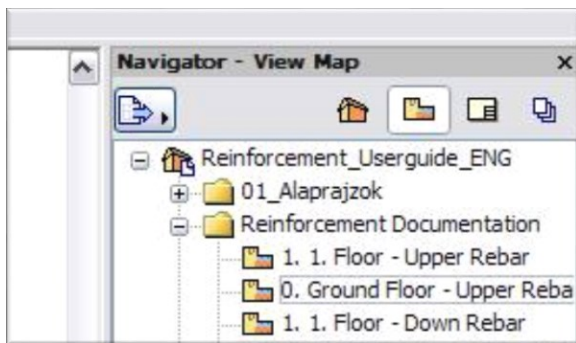 Navigator - View Map
Reinforcement_Userguide_ENG
01_Alaprajzok
Reinforcement Documentation
1. 1. Floor - Upper Rebar
0. Ground Floor - Upper Reba
1. 1. Floor - Down Rebar